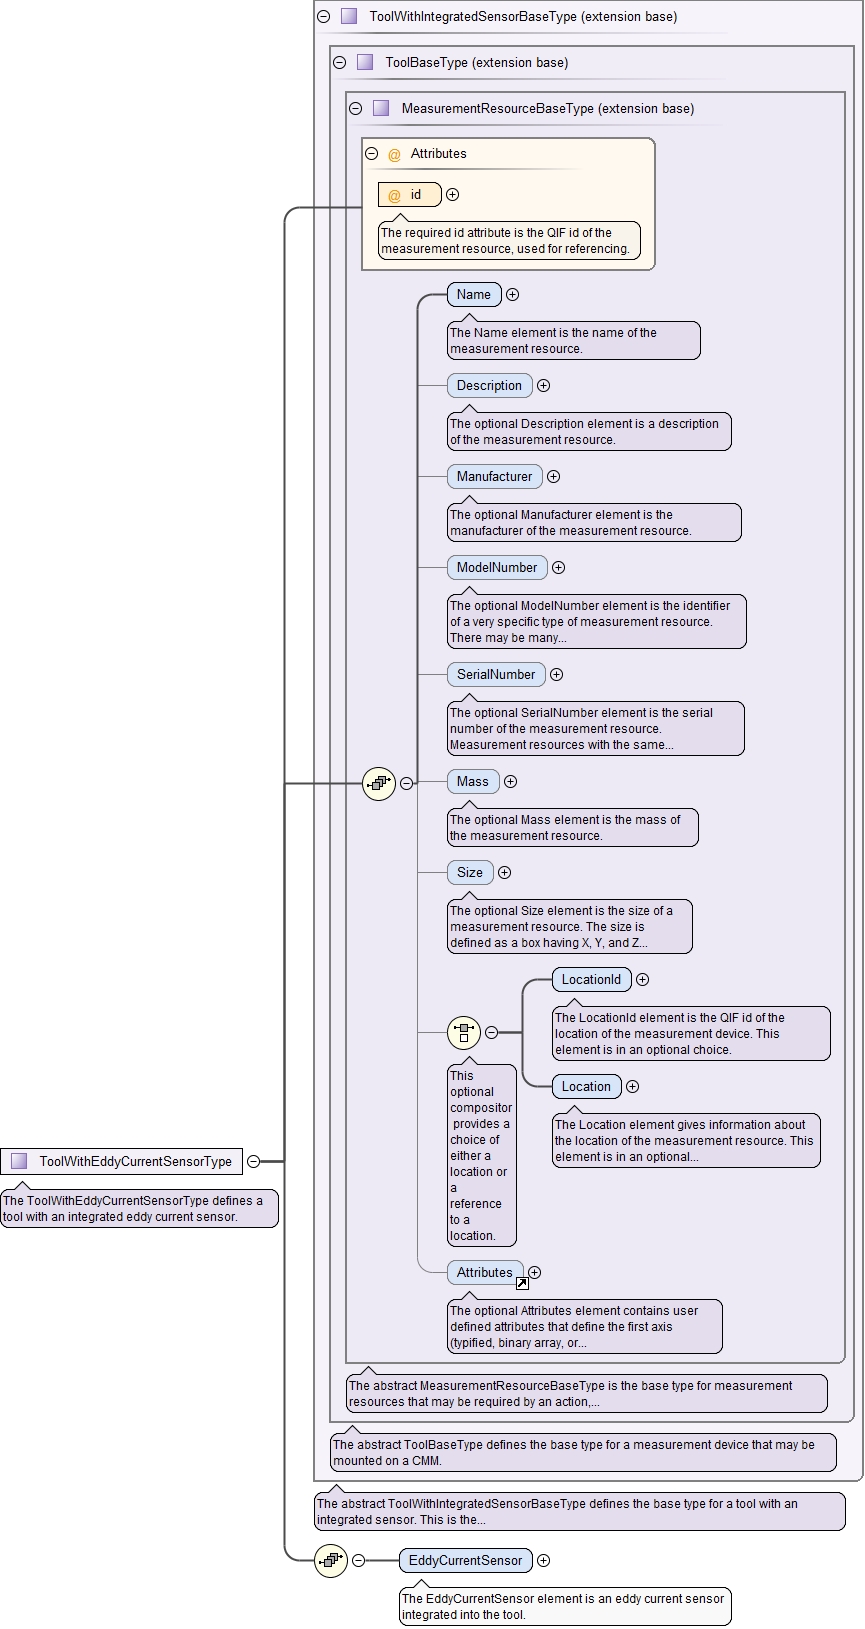 ToolWithIntegratedSensorBaseType (extension base)
ToolBaseType (extension base)
MeasurementResourceBaseType (extension base)
@ Attributes
@ id
The required id attribute is the QIF id of the
measurement resource, used for referencing.
Name
The Name element is the name of the
measurement resource.
Description
The optional Description element is a description
of the measurement resource.
Manufacturer
The optional Manufacturer element is the
manufacturer of the measurement resource.
ModelNumber
The optional ModelNumber element is the identifier
of a very specific type of measurement resource.
There may be many...
SerialNumber
The optional SerialNumber element is the serial
number of the measurement resource.
Measurement resources with the same...
Mass
The optional Mass element is the mass of
the measurement resource.
Size
The optional Size element is the size of a
measurement resource. The size is
defined as a box having X, Y, and Z...
LocationId
The LocationId element is the QIF id of the
location of the measurement device. This
element is in an optional choice.
This
optional
compositor
provides a
choice of
either a
location or
a
reference
to a
location.
Location
The Location element gives information about
the location of the measurement resource. This
element is in an optional...
ToolWithEddyCurrentSensorType
The ToolWithEddyCurrentSensorType defines a
tool with an integrated eddy current sensor.
Attributes
The optional Attributes element contains user
defined attributes that define the first axis
(typified, binary array, or...
The abstract MeasurementResourceBaseType is the base type for measurement
resources that may be required by an action,...
The abstract ToolBaseType defines the base type for a measurement device that may be
mounted on a CMM.
The abstract ToolWithIntegratedSensorBaseType defines the base type for a tool with an
integrated sensor. This is the...
EddyCurrentSensor
The EddyCurrentSensor element is an eddy current sensor
integrated into the tool.